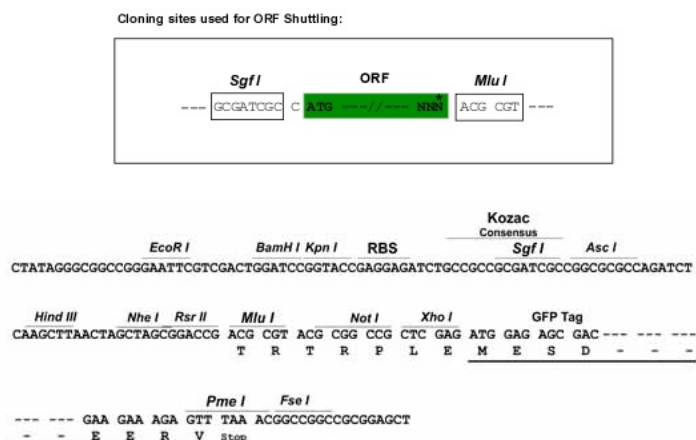 Cloning sites used for ORF Shuttling:
Sgf I ORF Mlu I
--- GCGATCGC C ATG ---//--- NNN* ACG CGT ---
Kozac
Consensus
EcoR I BamH I Kpn I RBS Sgf I Asc I
CTATAGGGCGGCCGGGAATTCGTCGACTGGATCCGGTACCGAGGAGATCTGCCGCCGCGATCGCCGGCGCGCCAGATCT
Hind III Nhe I Rsr II Mlu I Not I Xho I GFP Tag
CAAGCTTAACTAGCTAGCGGACCG ACG CGT ACG CGG CCG CTC GAG ATG GAG AGC GAC --- ---
T R T R P L E M E S D - - -
Pme I Fse I
--- --- GAA GAA AGA GTT TAA ACGGCCGGCCGCGGAGCT
- - E E R V Stop